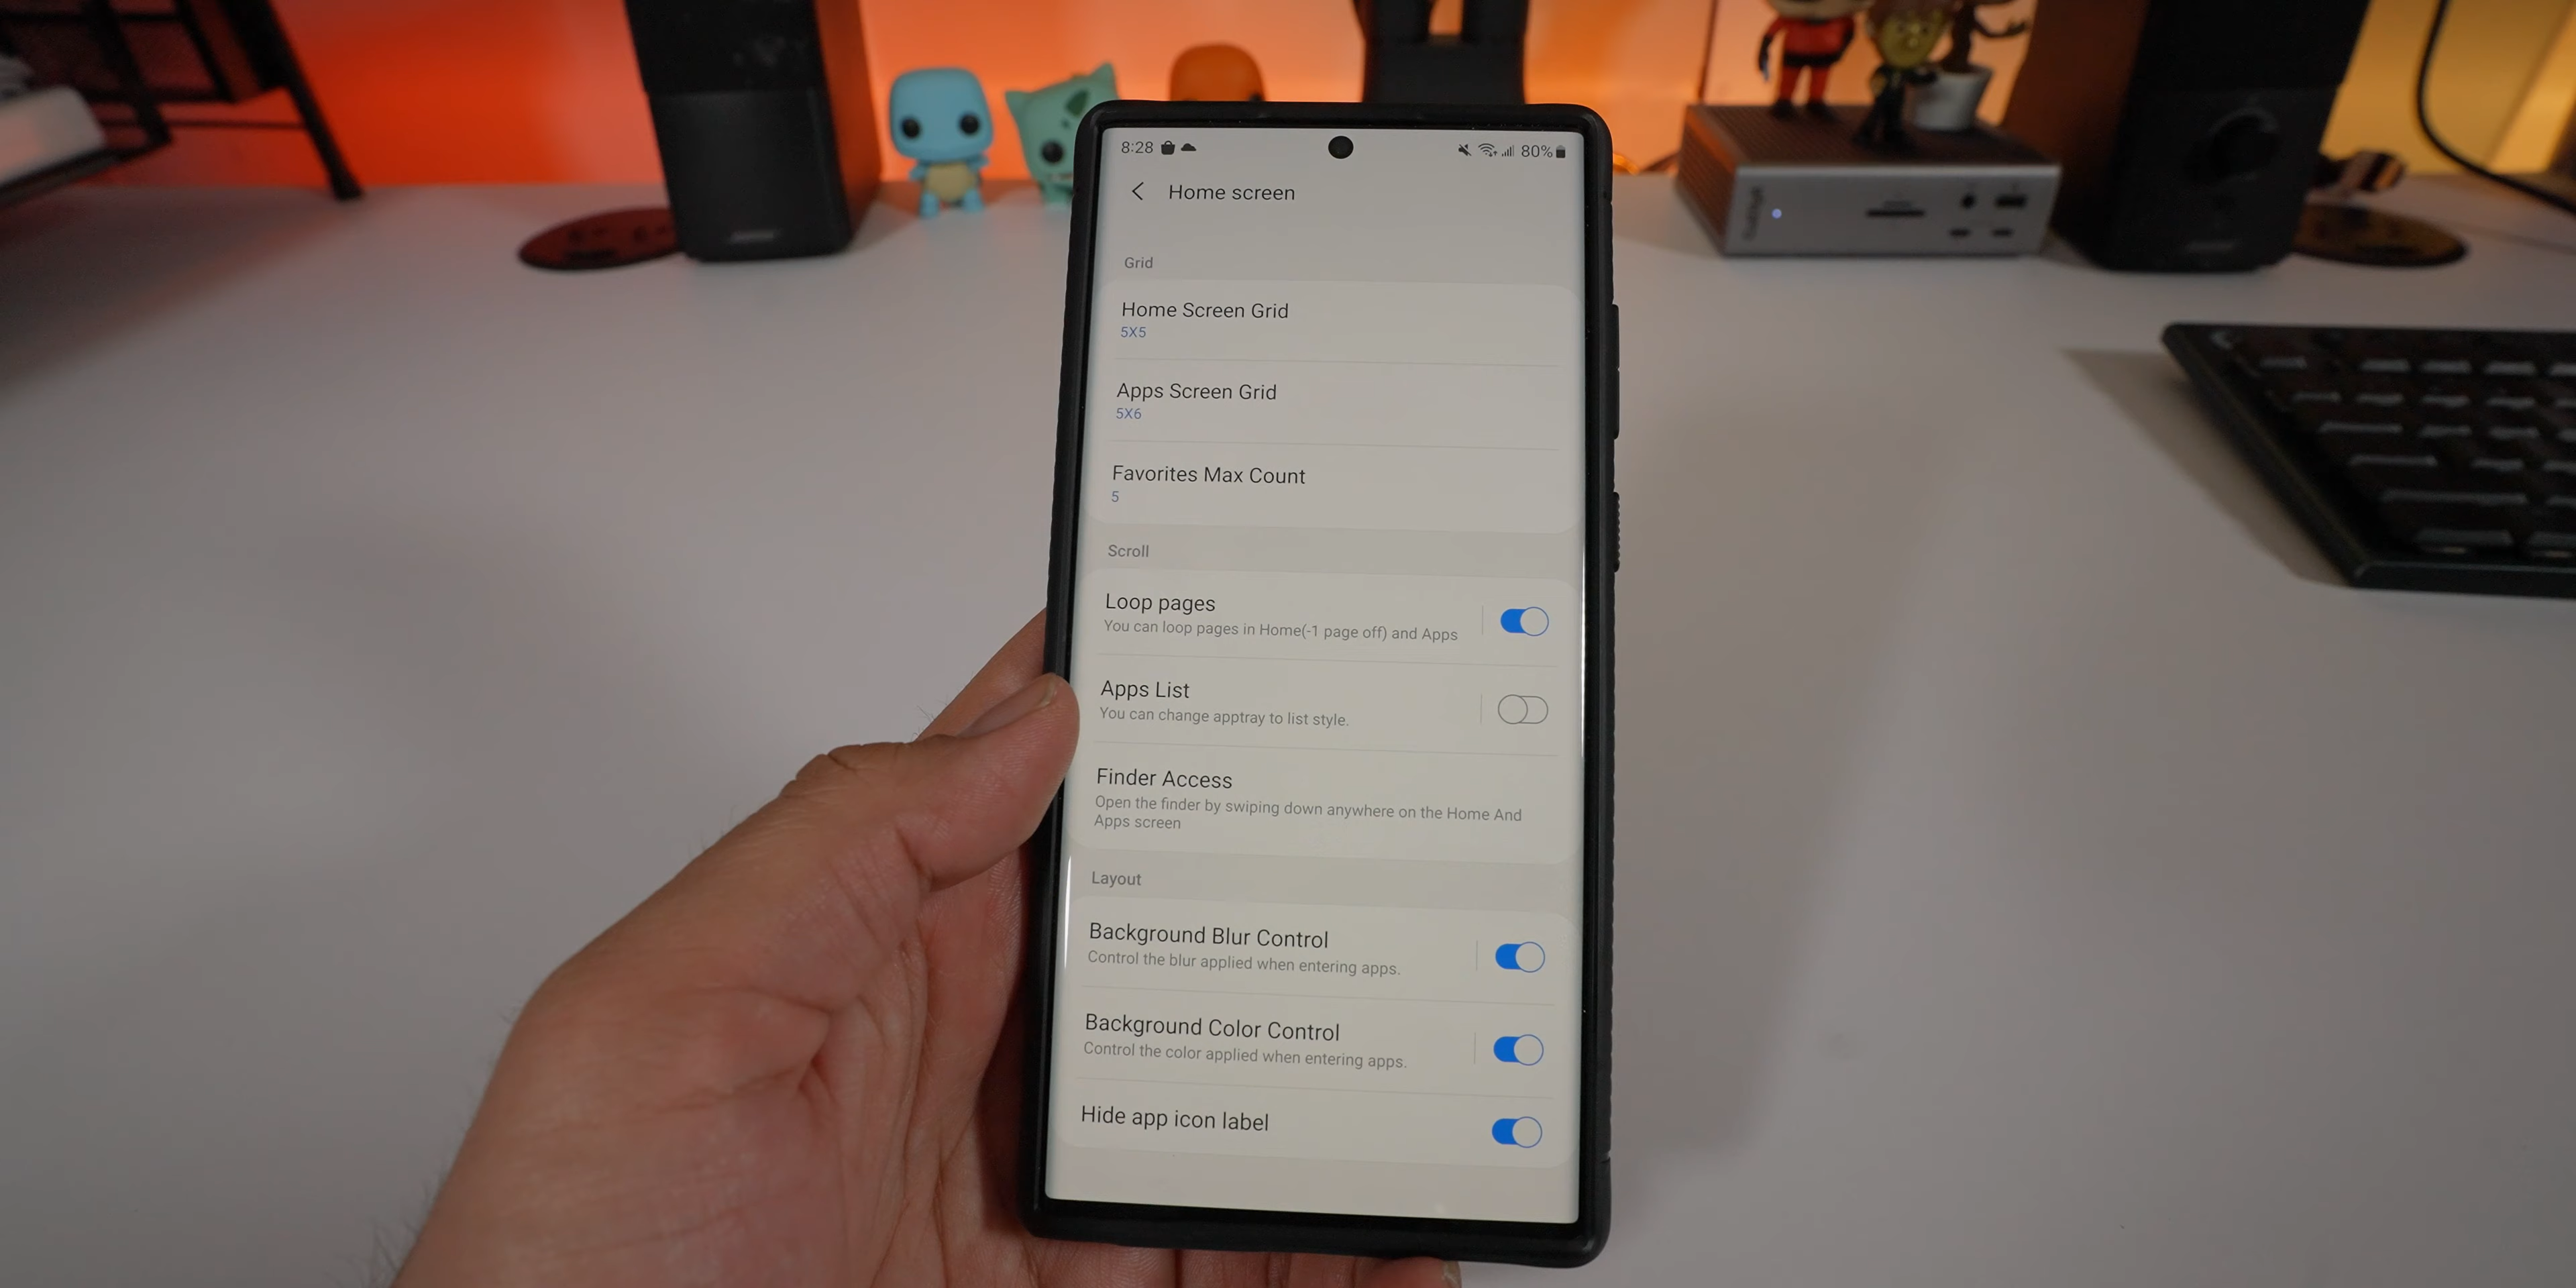 8:28
80%
Home screen
Grid
Home Screen Grid
5X5
Apps Screen Grid
5X6
Favorites Max Count
5
Scroll
Loop pages
You can loop pages in Home(-1 page off) and Apps
Apps List
You can change apptray to list style.
Finder Access
Open the finder by swiping down anywhere on the Home And
Apps screen
Layout
Background Blur Control
Control the blur applied when entering apps.
Background Color Control
Control the color applied when entering apps.
Hide app icon label